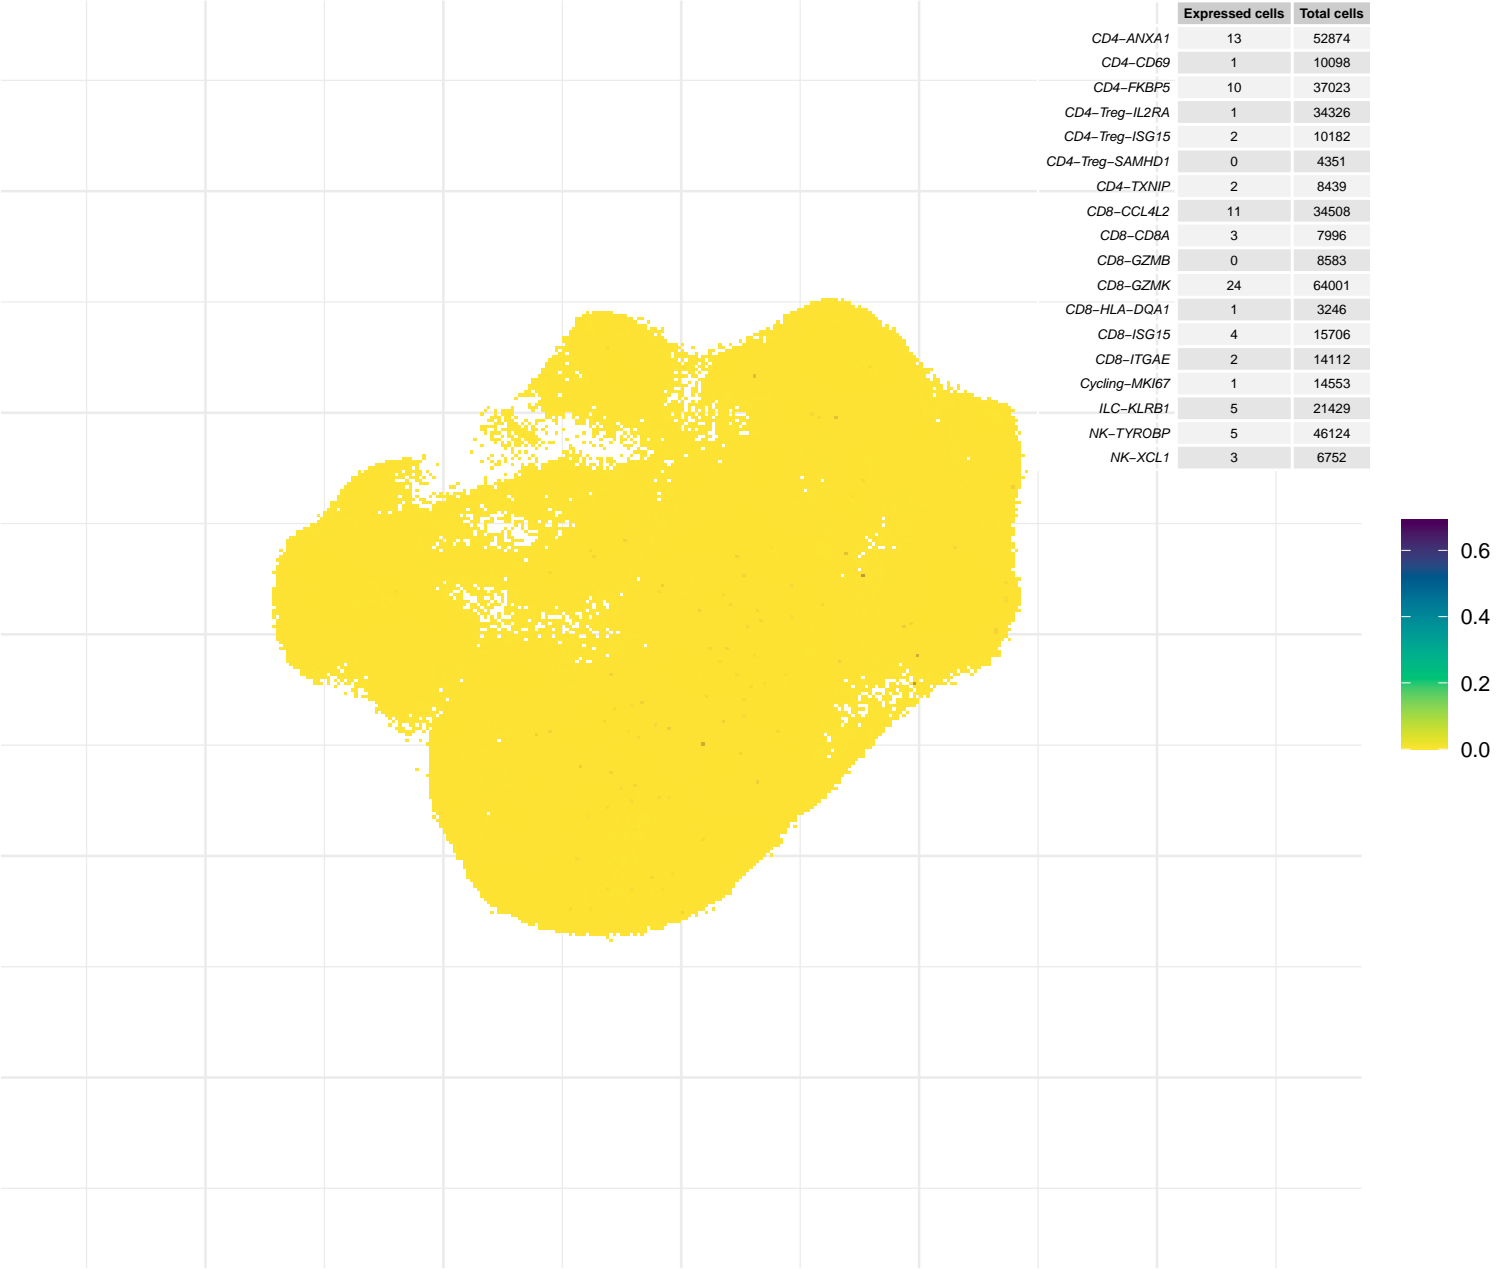 Expressed cells Total cells
CD4−ANXA1 13 52874
CD4−CD69 1 10098
CD4−FKBP5 10 37023
CD4−Treg−IL2RA 1 34326
CD4−Treg−ISG15 2 10182
CD4−Treg−SAMHD1 0 4351
CD4−TXNIP 2 8439
CD8−CCL4L2 11 34508
CD8−CD8A 3 7996
CD8−GZMB 0 8583
CD8−GZMK 24 64001
CD8−HLA−DQA1 1 3246
CD8−ISG15 4 15706
CD8−ITGAE 2 14112
Cycling−MKI67 1 14553
ILC−KLRB1 5 21429
NK−TYROBP 5 46124
NK−XCL1 3 6752
0.6
0.4
0.2
0.0